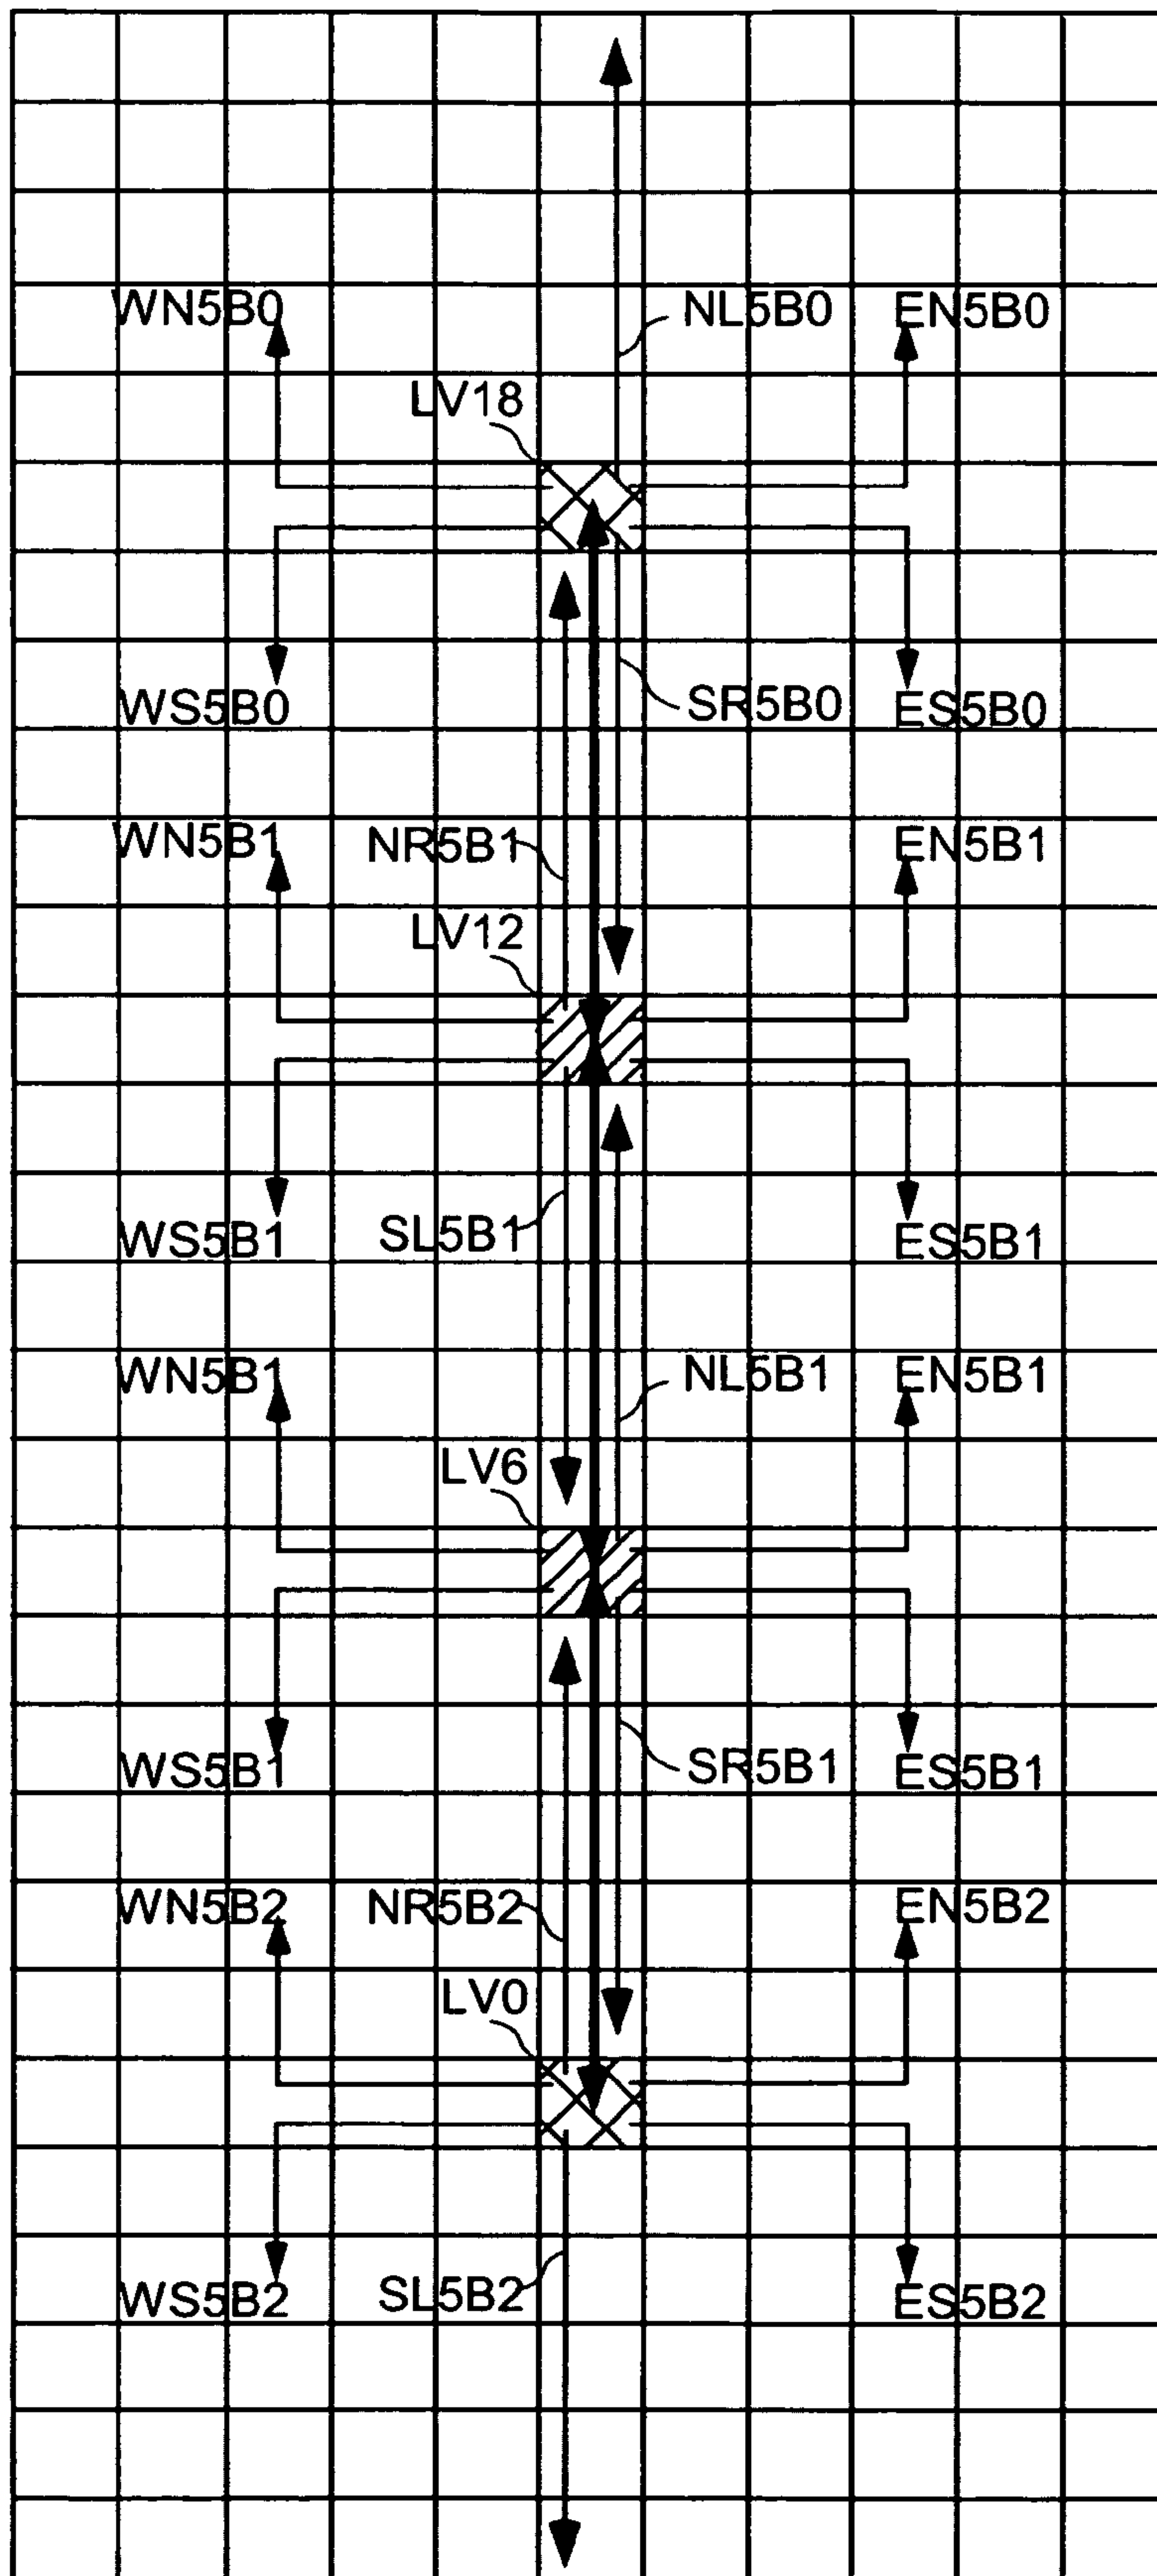 WN5B0
NL5B0
EN5B0
LV18
WS5B0
SR5B0
ES5B0
WN5B1
NR5B1
EN5B1
LV12
WS5B1
SL5B1
ES5B1
WN5B1
NL5B1
EN5B1
LV6
WS5B1
SR5B1
ES5B1
WN5B2
NR5B2
EN5B2
LV0
WS5B2
SL5B2
ES5B2